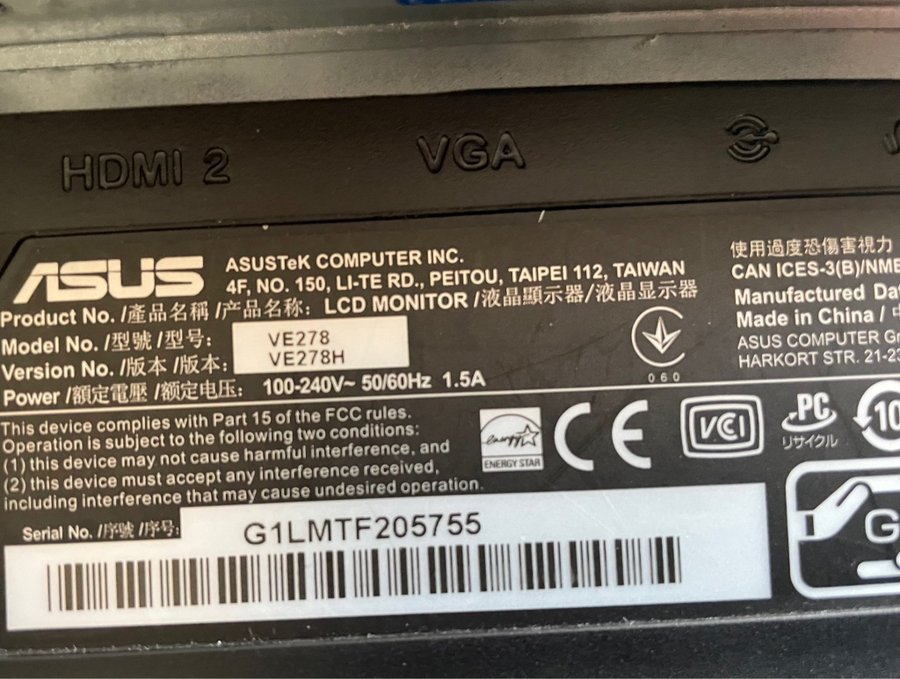 HDMI 2
VGA
ASUS
ASUSTeK COMPUTER INC.
4F, NO. 150, LI-TE RD., PEITOU, TAIPEI 112, TAIWAN
Product No. /產品名稱 /产品名称: LCD MONITOR /液晶顯示器/液晶显示器
Model No. /型號 /型号: VE278
Version No. /版本 /版本: VE278H
Power /額定電壓 /额定电压: 100-240V~ 50/60Hz 1.5A
060
使用過度恐傷害視力
CAN ICES-3(B)/NMB
Manufactured Da
Made in China /
ASUS COMPUTER G
HARKORT STR. 21-23
This device complies with Part 15 of the FCC rules.
Operation is subject to the following two conditions:
(1) this device may not cause harmful interference, and
(2) this device must accept any interference received,
including interference that may cause undesired operation.
energy
ENERGY STAR
CE
VCI
PC
リサイクル
10
G
Serial No. /序號 /序号:
G1LMTF205755